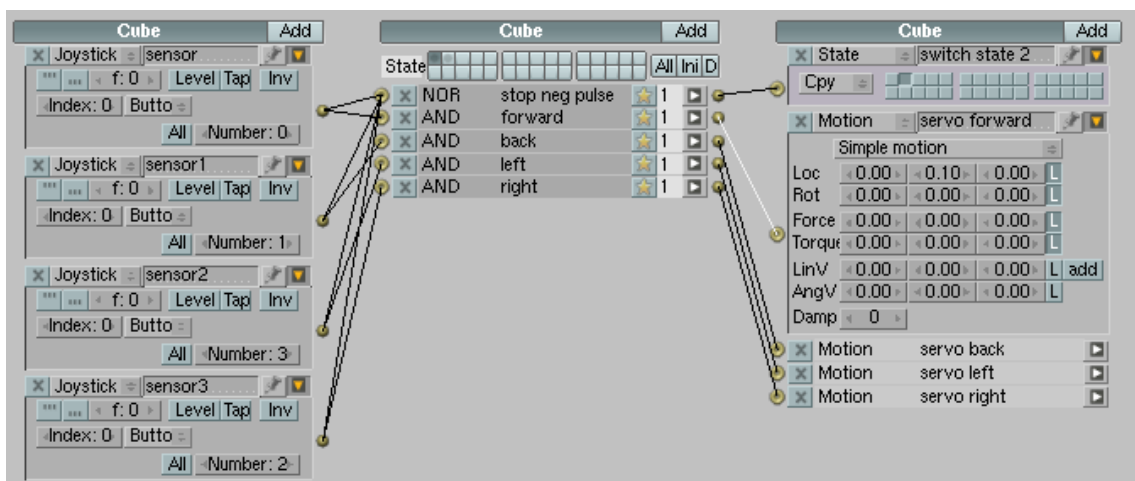 Cube Add
Joystick sensor
f: 0 Level Tap Inv
Index: 0 Butto
All Number: 0
Joystick sensor1
f: 0 Level Tap Inv
Index: 0 Butto
All Number: 1
Joystick sensor2
f: 0 Level Tap Inv
Index: 0 Butto
All Number: 3
Joystick sensor3
f: 0 Level Tap Inv
Index: 0 Butto
All Number: 2
Cube Add
State All Ini D
NOR stop neg pulse 1
AND forward 1
AND back 1
AND left 1
AND right 1
Cube Add
State switch state 2
Cpy
Motion servo forward
Simple motion
Loc 0.00 0.10 0.00 L
Rot 0.00 0.00 0.00 L
Force 0.00 0.00 0.00 L
Torque 0.00 0.00 0.00 L
LinV 0.00 0.00 0.00 L add
AngV 0.00 0.00 0.00 L
Damp 0
Motion servo back
Motion servo left
Motion servo right